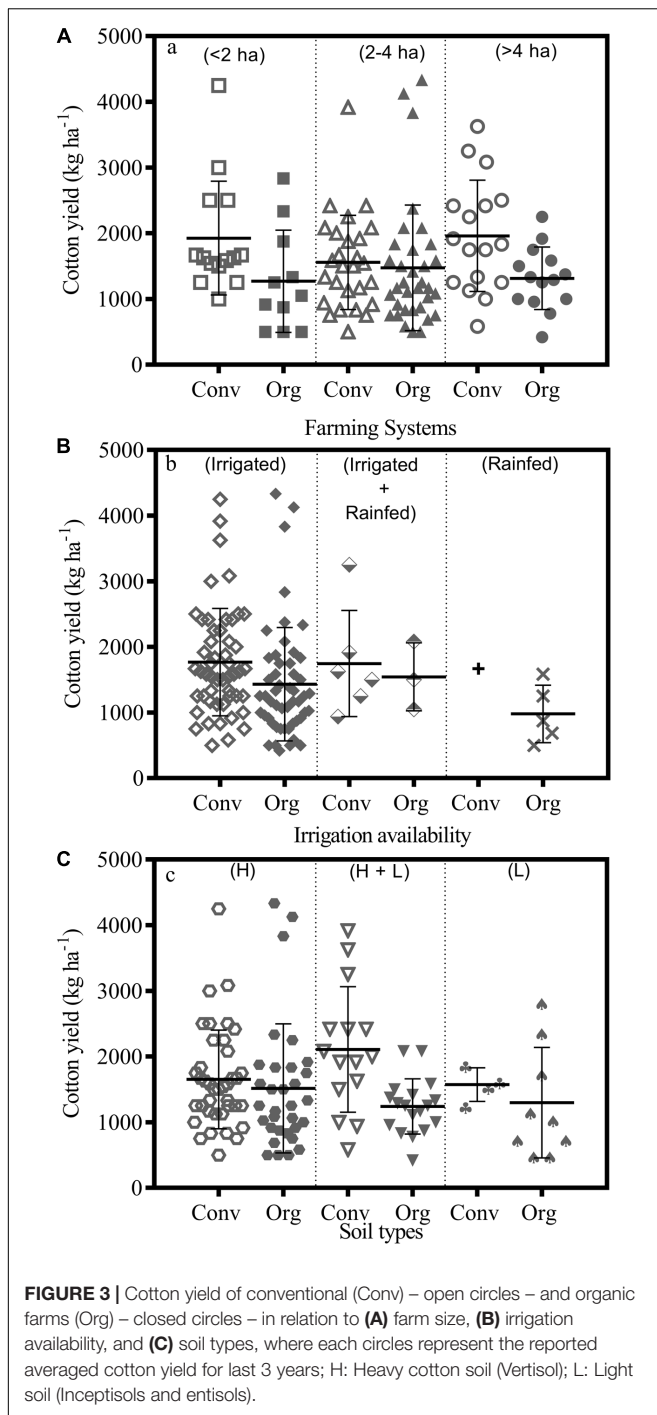 A
a
(<2 ha) (2-4 ha) (>4 ha)
Cotton yield (kg ha-1)
5000
4000
3000
2000
1000
0
Conv Org Conv Org Conv Org
Farming Systems
B
b
(Irrigated) (Irrigated + Rainfed) (Rainfed)
Cotton yield (kg ha-1)
5000
4000
3000
2000
1000
0
Conv Org Conv Org Conv Org
Irrigation availability
C
c
(H) (H + L) (L)
Cotton yield (kg ha-1)
5000
4000
3000
2000
1000
0
Conv Org Conv Org Conv Org
Soil types
FIGURE 3 | Cotton yield of conventional (Conv) – open circles – and organic
farms (Org) – closed circles – in relation to (A) farm size, (B) irrigation
availability, and (C) soil types, where each circles represent the reported
averaged cotton yield for last 3 years; H: Heavy cotton soil (Vertisol); L: Light
soil (Inceptisols and entisols).